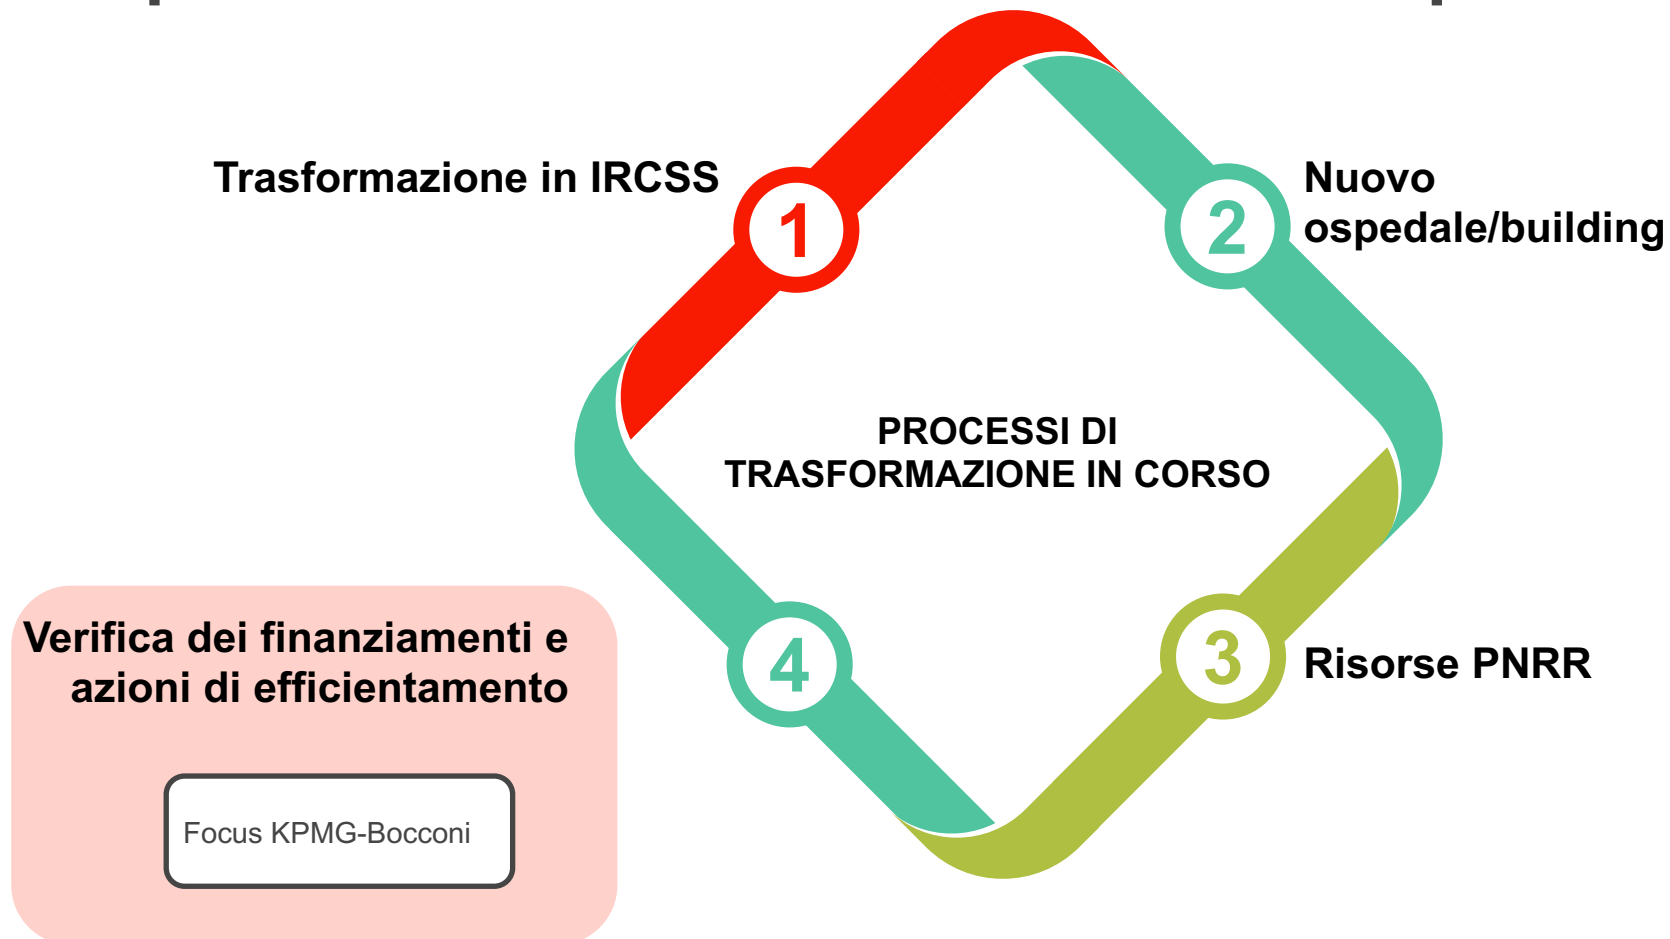 Trasformazione in IRCSS
1
2
Nuovo
ospedale/building
PROCESSI DI
TRASFORMAZIONE IN CORSO
Verifica dei finanziamenti e
azioni di efficientamento
4
3
Risorse PNRR
Focus KPMG-Bocconi